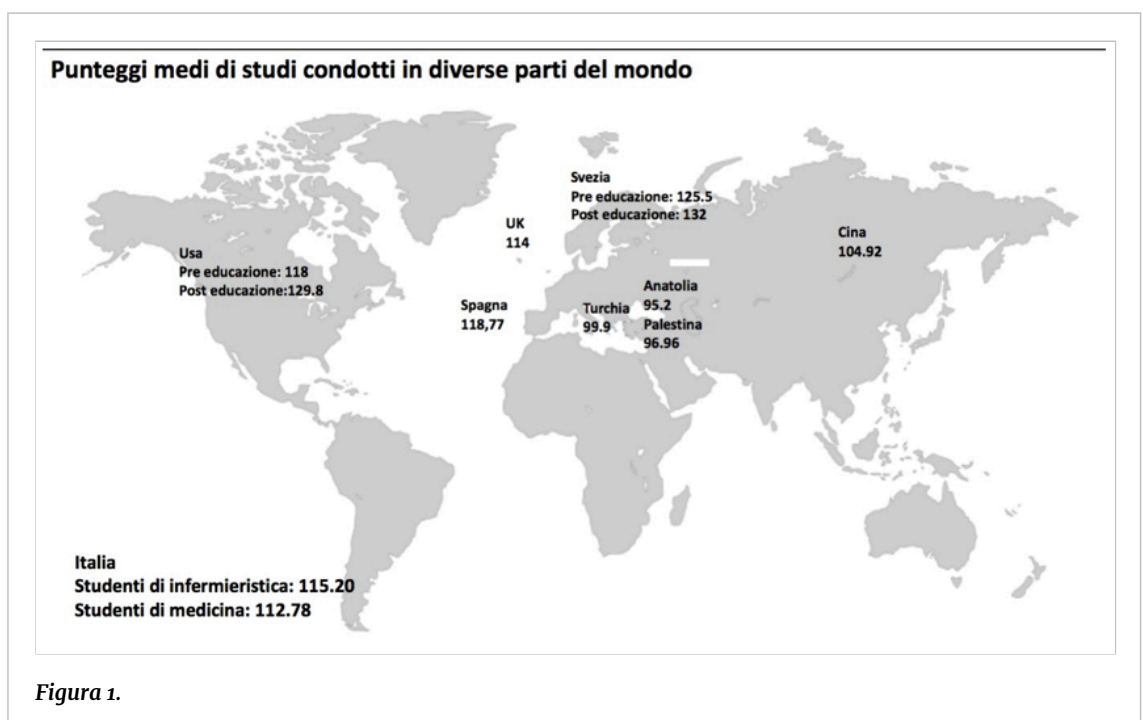 Punteggi medi di studi condotti in diverse parti del mondo
Svezia
Pre educazione: 125.5
Post educazione: 132
UK
114
Cina
104.92
Usa
Pre educazione: 118
Post educazione:129.8
Anatolia
95.2
Spagna
118,77
Turchia
99.9
Palestina
96.96
Italia
Studenti di infermieristica: 115.20
Studenti di medicina: 112.78
Figura 1.